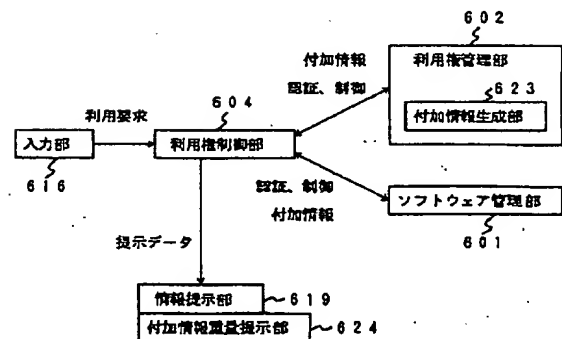 602
付加情報
利用権管理部
認証、制御
623
604
付加情報生成部
利用要求
入力部
利用権制御部
616
認証、制御
付加情報
ソフトウェア管理部
601
提示データ
情報提示部
619
付加情報重量提示部
624